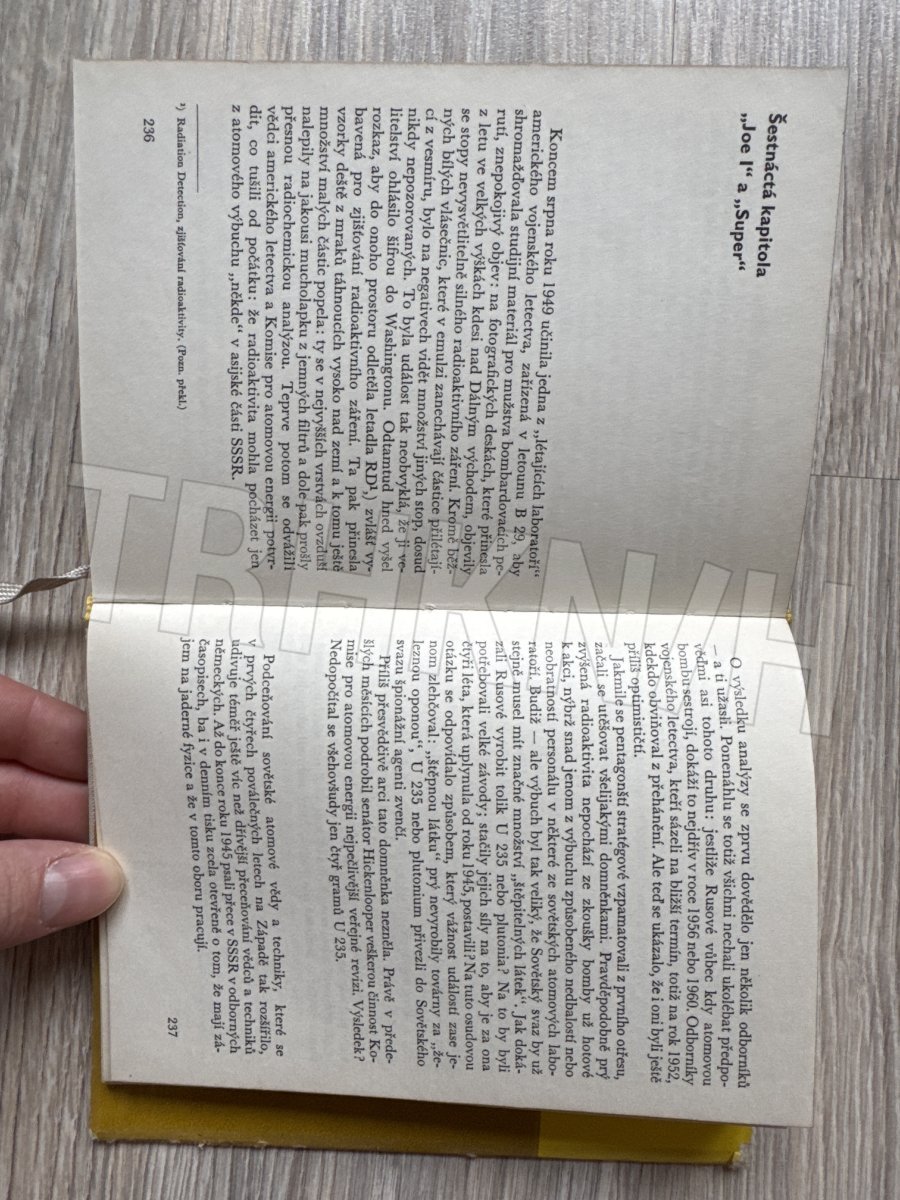 Šestnáctá kapitola
„Joe I“ a „Super“
Koncem srpna roku 1949 učinila jedna z „létajících laboratoří“
amerického vojenského letectva, zařízená v letounu B 29, aby
shromažďovala studijní materiál pro mužstva bombardovacích pe-
rutí, znepokojivý objev: na fotografických deskách, které přinesla
z letu ve velkých výškách kdesi nad Dálným východem, objevily
se stopy nevysvětlitelně silného radioaktivního záření. Kromě běž-
ných bílých vlásečnic, které v emulzi zanechávají částice přilétají-
cí z vesmíru, bylo na negativech vidět množství jiných stop, dosud
nikdy nepozorovaných. To byla událost tak neobvyklá, že ji ve-
litelství ohlásilo šifrou do Washingtonu. Odtamtud hned vyšel
rozkaz, aby do onoho prostoru odletěla letadla RD¹,) zvlášť vy-
bavená pro zjišťování radioaktivního záření. Ta pak přinesla
vzorky deště z mraků táhnoucích vysoko nad zemí a k tomu ještě
množství malých částic popela: ty se v nejvyšších vrstvách ovzduší
nalepily na jakousi mucholapku z jemných filtrů a dole pak prošly
přesnou radiochemickou analýzou. Teprve potom se odvážili
vědci amerického letectva a Komise pro atomovou energii potvr-
dit, co tušili od počátku: že radioaktivita mohla pocházet jen
z atomového výbuchu „někde“ v asijské části SSSR.
¹) Radiation Detection, zjišťování radioaktivity. (Pozn. překl.)
236
O výsledku analýzy se zprvu dovědělo jen několik odborníků
— a ti užasli. Ponenáhlu se totiž všichni nechali ukolébat předpo-
vědmi asi tohoto druhu: jestliže Rusové vůbec kdy atomovou
bombu sestrojí, dokáží to nejdřív v roce 1956 nebo 1960. Odborníky
vojenského letectva, kteří sázeli na bližší termín, totiž na rok 1952,
kdekdo obviňoval z přehánění. Ale teď se ukázalo, že i oni byli ještě
příliš optimističtí.
Jakmile se pentagonští stratégové vzpamatovali z prvního otřesu,
začali se utěšovat všelijakými domněnkami. Pravděpodobně prý
zvýšená radioaktivita nepochází ze zkoušky bomby už hotové
k akci, nýbrž snad jenom z výbuchu způsobeného nedbalostí nebo
neobratností personálu v některé ze sovětských atomových labo-
ratoří. Budiž — ale výbuch byl tak veliký, že Sovětský svaz by už
stejně musel mít značné množství „štěpitelných látek“. Jak doká-
zali Rusové vyrobit tolik U 235 nebo plutonia? Na to by byli
potřebovali velké závody; stačily jejich síly na to, aby je za ona
čtyři léta, která uplynula od roku 1945, postavili? Na tuto osudovou
otázku se odpovídalo způsobem, který vážnost událostí zase je-
nom zlehčoval: „štěpnou látku“ prý nevyrobily továrny za „že-
leznou oponou“, U 235 nebo plutonium přivezli do Sovětského
svazu špionážní agenti zvenčí.
Příliš přesvědčivě arci tato domněnka nezněla. Právě v přede-
šlých měsících podrobil senátor Hickenlooper veškerou činnost Ko-
mise pro atomovou energii nejpečlivější veřejné revizi. Výsledek?
Nedopočítal se všehovšudy jen čtyř gramů U 235.
Podceňování sovětské atomové vědy a techniky, které se
v prvých čtyřech poválečných letech na Západě tak rozšířilo,
udivuje téměř ještě víc než dřívější přeceňování vědců a techniků
německých. Až do konce roku 1945 psali přece v SSSR v odborných
časopisech, ba i v denním tisku zcela otevřeně o tom, že mají zá-
jem na jaderné fyzice a že v tomto oboru pracují.
237